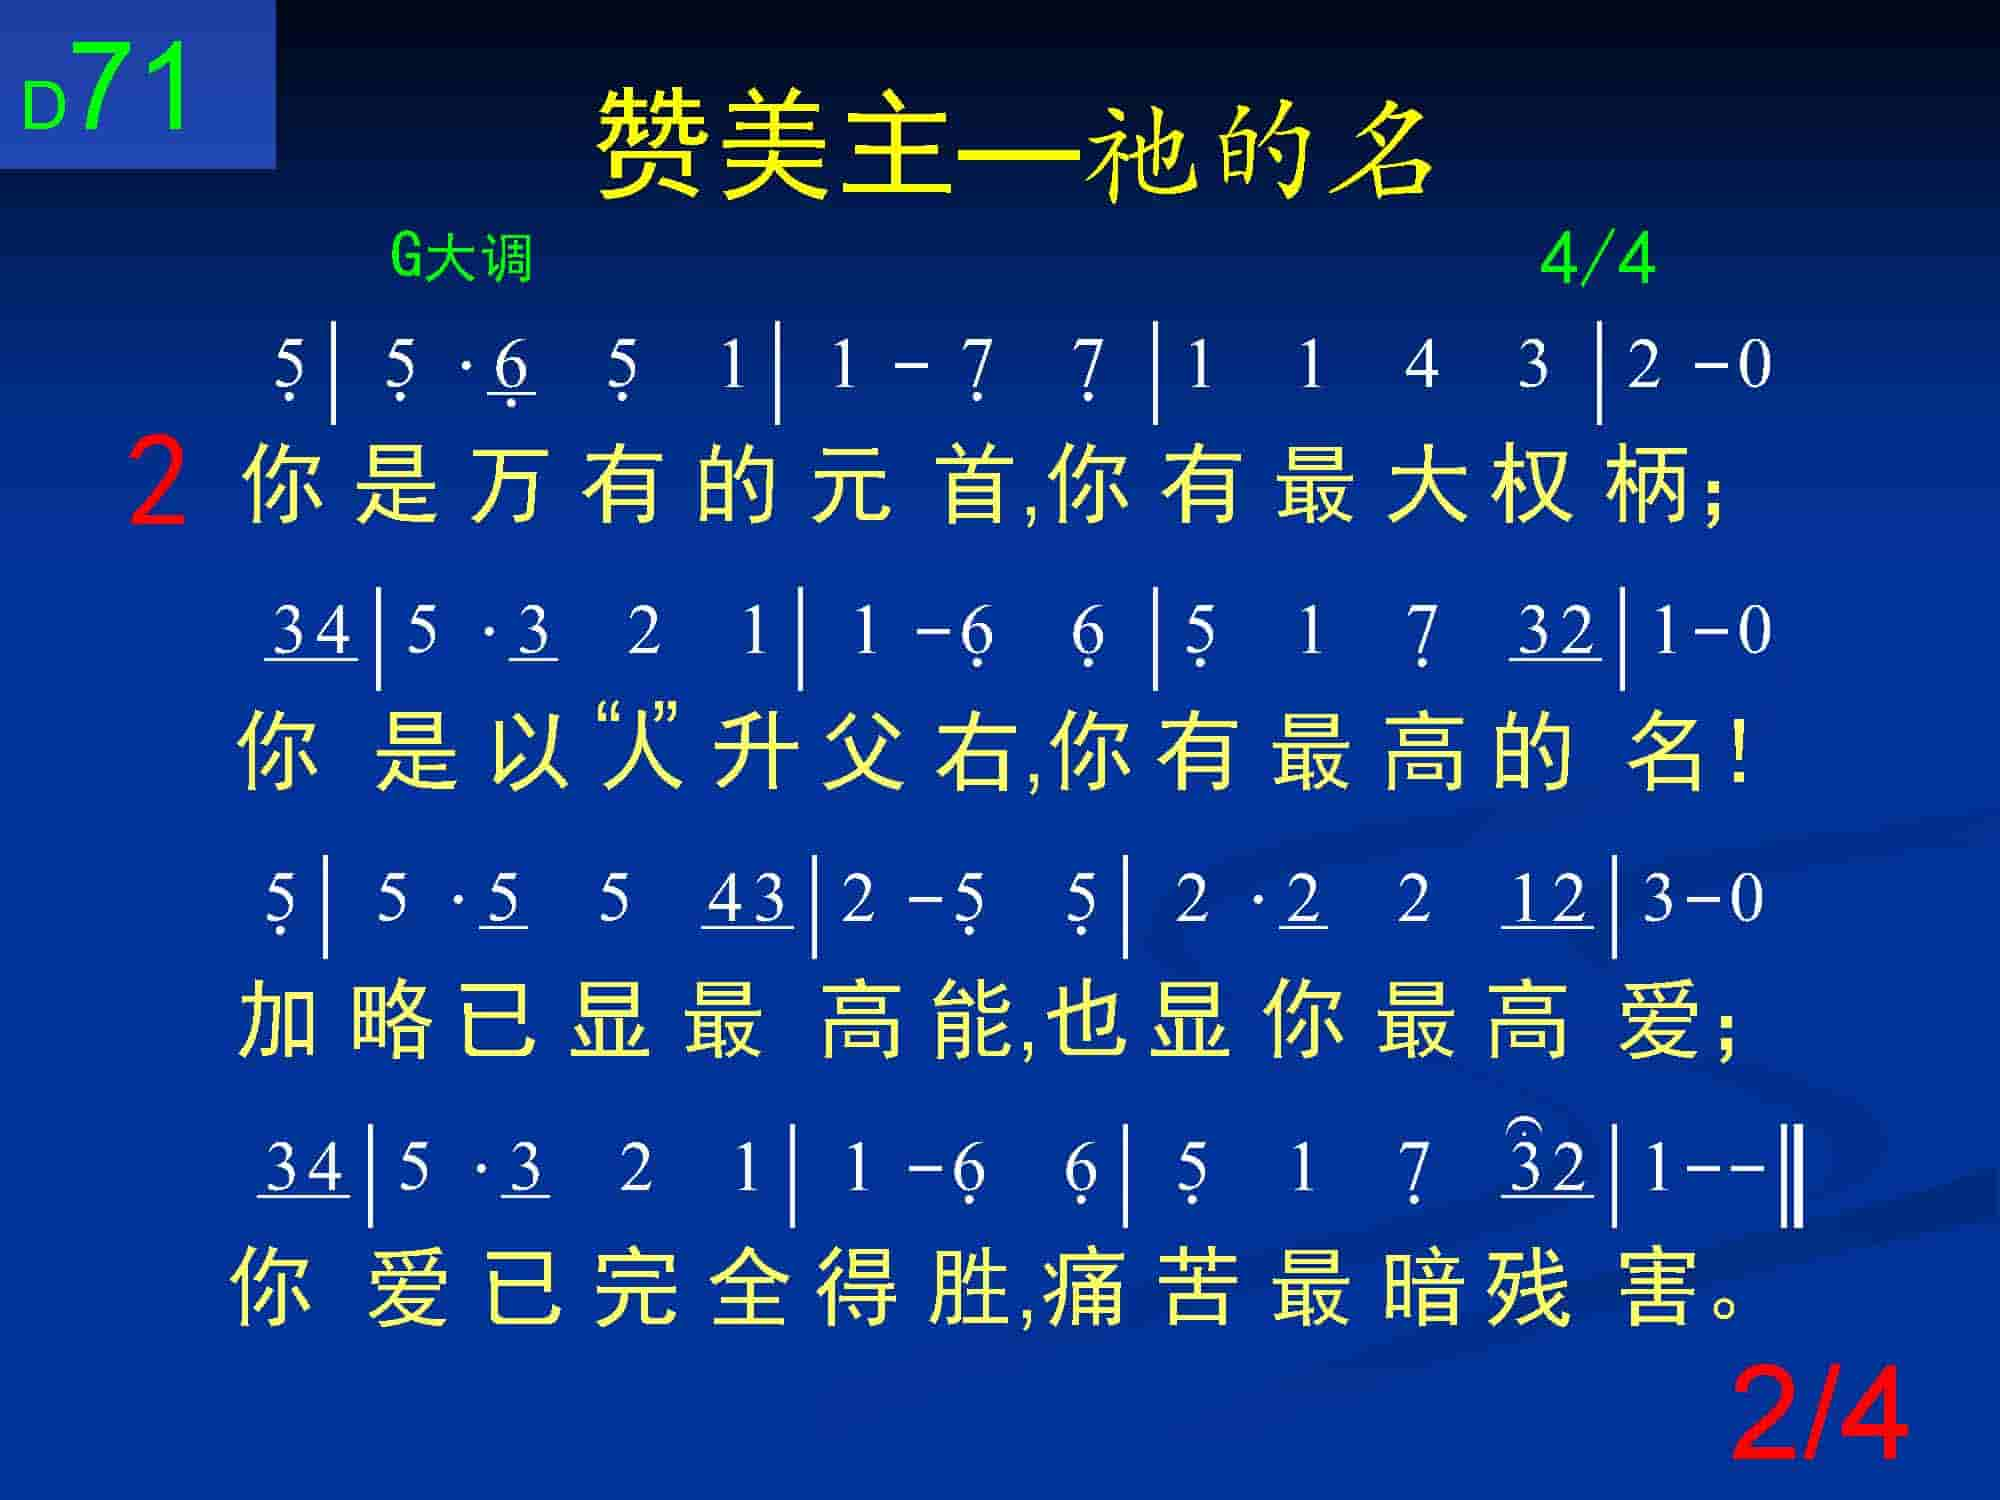 D71
赞美主—祂的名
G大调 4/4
5̣ | 5̣ · 6̣ 5̣ 1 | 1 - 7̣ 7̣ | 1 1 4 3 | 2 - 0
2 你是万有的元首,你有最大权柄;
34 | 5 · 3 2 1 | 1 - 6̣ 6̣ | 5̣ 1 7̣ 32 | 1 - 0
你是以“人”升父右,你有最高的名!
5̣ | 5 · 5 5 43 | 2 - 5̣ 5̣ | 2 · 2 2 12 | 3 - 0
加略已显最高能,也显你最高爱;
34 | 5 · 3 2 1 | 1 - 6̣ 6̣ | 5̣ 1 7̣ 32 | 1 - - ‖
你爱已完全得胜,痛苦最暗残害。
2/4